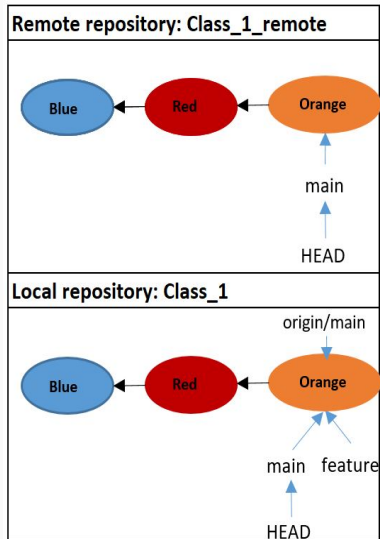 Remote repository: Class_1_remote
Blue Red Orange
main
HEAD
Local repository: Class_1
origin/main
Blue Red Orange
main feature
HEAD